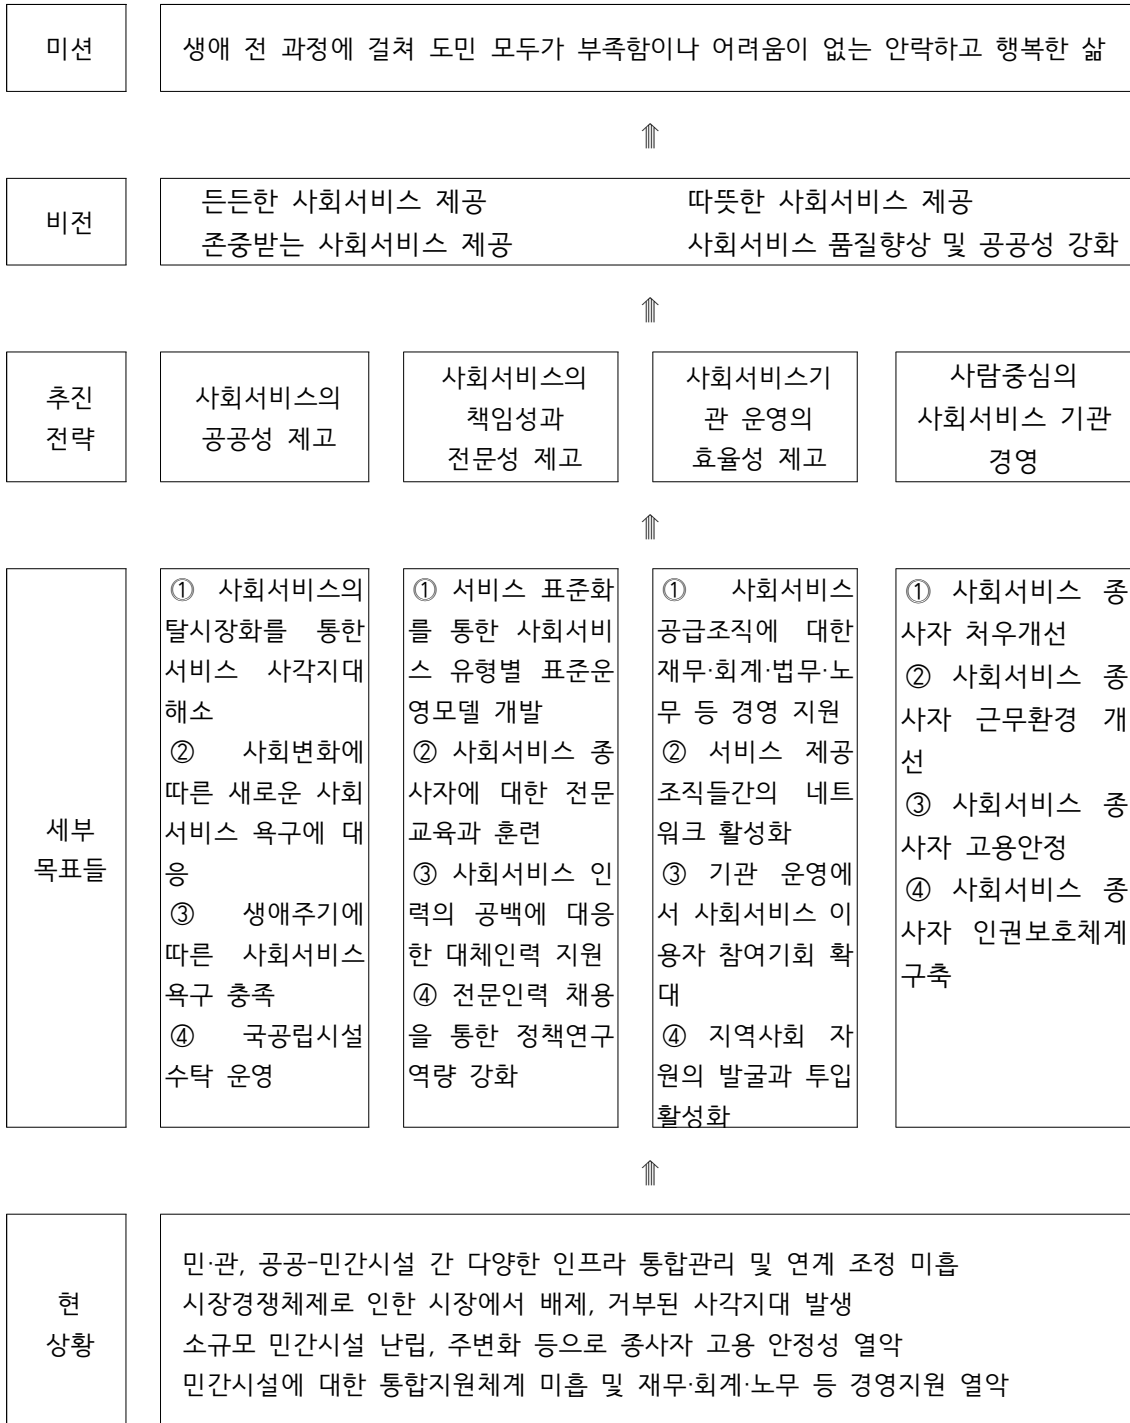 미션
생애 전 과정에 걸쳐 도민 모두가 부족함이나 어려움이 없는 안락하고 행복한 삶
⇑
비전
든든한 사회서비스 제공 따뜻한 사회서비스 제공
존중받는 사회서비스 제공 사회서비스 품질향상 및 공공성 강화
⇑
추진
전략
사회서비스의
공공성 제고
사회서비스의
책임성과
전문성 제고
사회서비스기
관 운영의
효율성 제고
사람중심의
사회서비스 기관
경영
⇑
세부
목표들
① 사회서비스의
탈시장화를 통한
서비스 사각지대
해소
② 사회변화에
따른 새로운 사회
서비스 욕구에 대
응
③ 생애주기에
따른 사회서비스
욕구 충족
④ 국공립시설
수탁 운영
① 서비스 표준화
를 통한 사회서비
스 유형별 표준운
영모델 개발
② 사회서비스 종
사자에 대한 전문
교육과 훈련
③ 사회서비스 인
력의 공백에 대응
한 대체인력 지원
④ 전문인력 채용
을 통한 정책연구
역량 강화
① 사회서비스
공급조직에 대한
재무·회계·법무·노
무 등 경영 지원
② 서비스 제공
조직들간의 네트
워크 활성화
③ 기관 운영에
서 사회서비스 이
용자 참여기회 확
대
④ 지역사회 자
원의 발굴과 투입
활성화
① 사회서비스 종
사자 처우개선
② 사회서비스 종
사자 근무환경 개
선
③ 사회서비스 종
사자 고용안정
④ 사회서비스 종
사자 인권보호체계
구축
⇑
현
상황
민·관, 공공-민간시설 간 다양한 인프라 통합관리 및 연계 조정 미흡
시장경쟁체제로 인한 시장에서 배제, 거부된 사각지대 발생
소규모 민간시설 난립, 주변화 등으로 종사자 고용 안정성 열악
민간시설에 대한 통합지원체계 미흡 및 재무·회계·노무 등 경영지원 열악